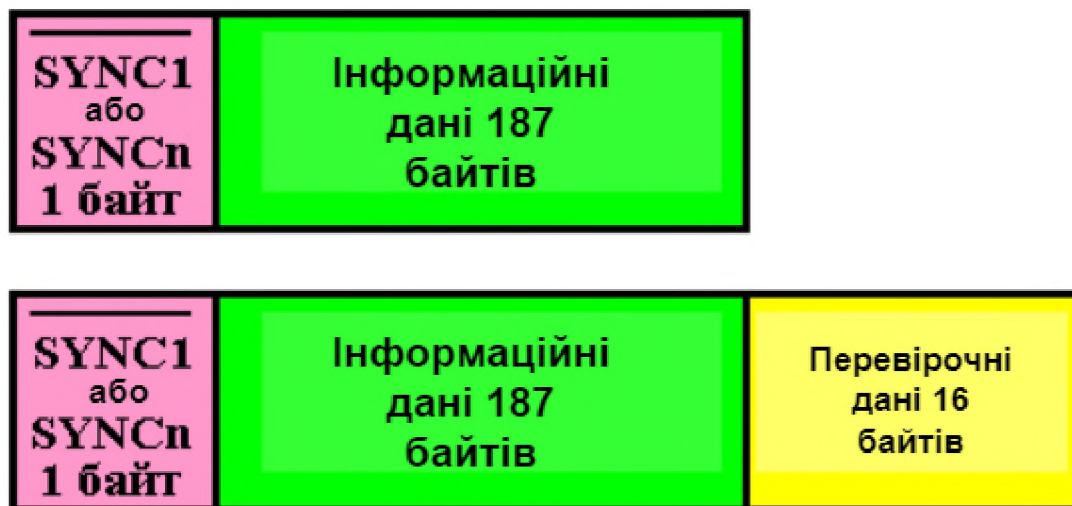 SYNC1
або
SYNCn
1 байт
Інформаційні
дані 187
байтів
SYNC1
або
SYNCn
1 байт
Інформаційні
дані 187
байтів
Перевірочні
дані 16
байтів